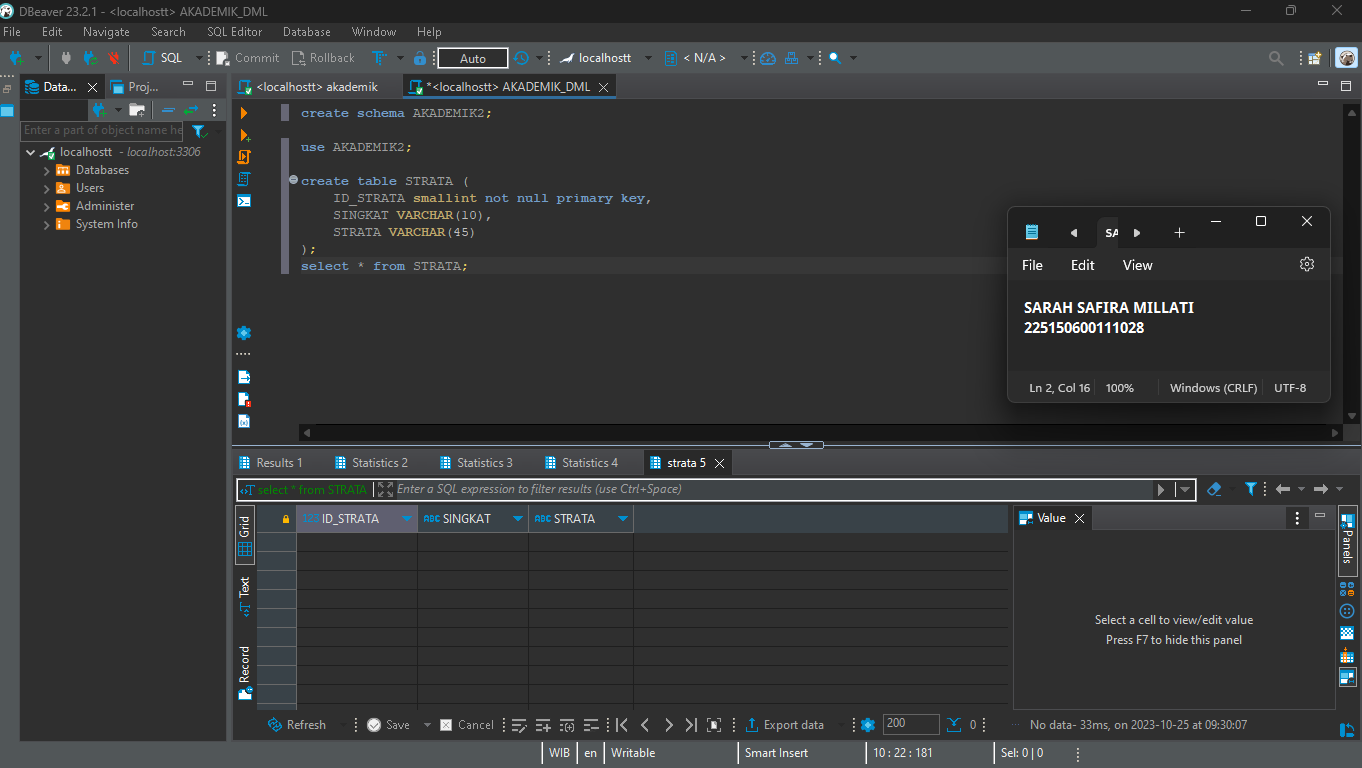 DBeaver 23.2.1 - <localhostt> AKADEMIK_DML
File Edit Navigate Search SQL Editor Database Window Help
SQL Commit Rollback Auto localhostt < N/A >
Data... Proj... <localhostt> akademik *<localhostt> AKADEMIK_DML
Enter a part of object name he
localhostt - localhost:3306
Databases
Users
Administer
System Info
create schema AKADEMIK2;
use AKADEMIK2;
create table STRATA (
ID_STRATA smallint not null primary key,
SINGKAT VARCHAR(10),
STRATA VARCHAR(45)
);
select * from STRATA;
SA
File Edit View
SARAH SAFIRA MILLATI
225150600111028
Ln 2, Col 16 100% Windows (CRLF) UTF-8
Results 1 Statistics 2 Statistics 3 Statistics 4 strata 5
select * from STRATA Enter a SQL expression to filter results (use Ctrl+Space)
Grid
Text
Record
123 ID_STRATA ABC SINGKAT ABC STRATA
Value
Panels
Select a cell to view/edit value
Press F7 to hide this panel
Refresh Save Cancel Export data 200 0 No data- 33ms, on 2023-10-25 at 09:30:07
WIB en Writable Smart Insert 10 : 22 : 181 Sel: 0 | 0